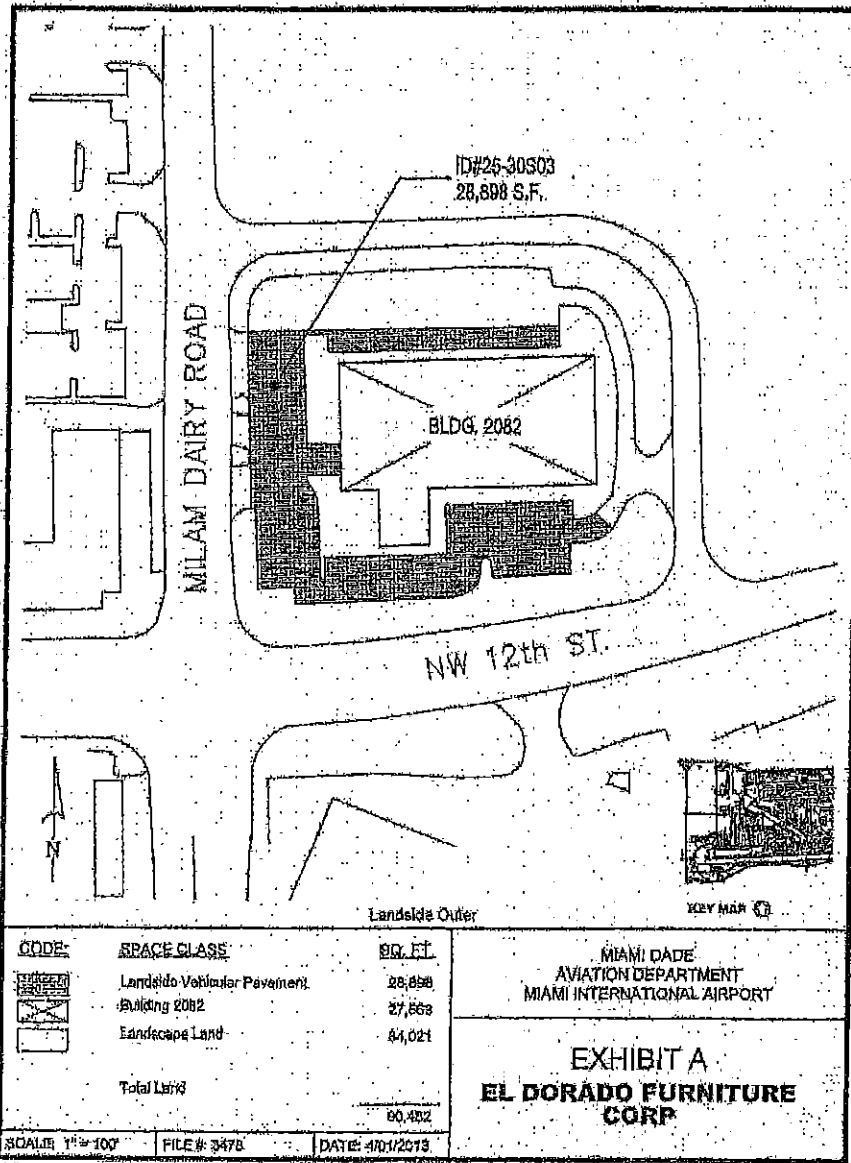 ID#25-30S03
28,898 S.F.
MILAM DAIRY ROAD
BLDG. 2082
NW 12th ST.
N
KEY MAP
Landside Outer
CODE: SPACE CLASS SQ. FT.
Landside Vehicular Pavement 28,898
Building 2082 27,563
Landscape Land 34,021
Total Land
90,482
SCALE: 1" = 100' FILE #: 3478 DATE: 4/01/2013
MIAMI DADE
AVIATION DEPARTMENT
MIAMI INTERNATIONAL AIRPORT
EXHIBIT A
EL DORADO FURNITURE
CORP